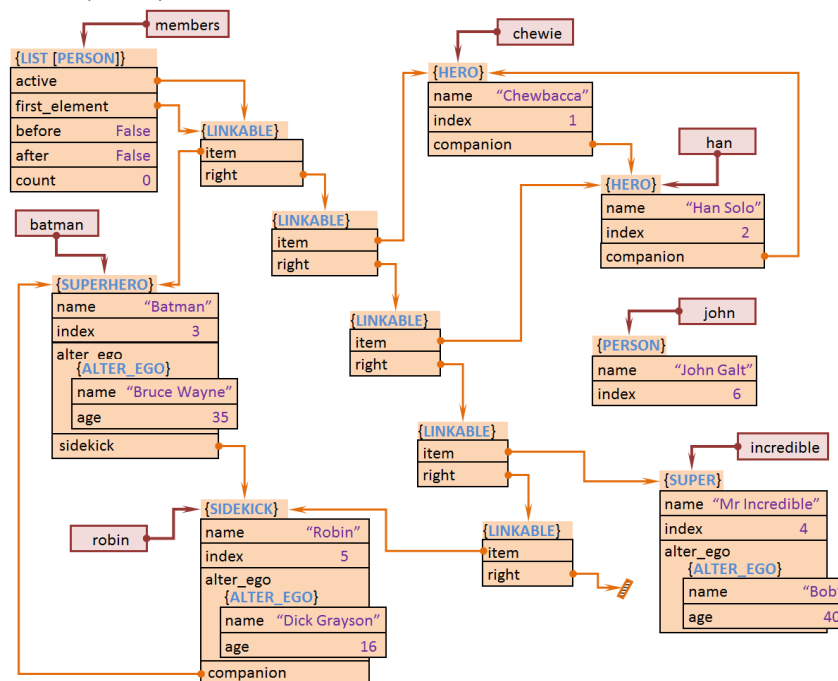 members
{LIST [PERSON]}
active
first_element
before False
after False
count 0
{LINKABLE}
item
right
chewie
{HERO}
name "Chewbacca"
index 1
companion
han
{HERO}
name "Han Solo"
index 2
companion
{LINKABLE}
item
right
batman
{SUPERHERO}
name "Batman"
index 3
alter_ego
{ALTER_EGO}
name "Bruce Wayne"
age 35
sidekick
{LINKABLE}
item
right
john
{PERSON}
name "John Galt"
index 6
{LINKABLE}
item
right
incredible
{SUPER}
name "Mr Incredible"
index 4
alter_ego
{ALTER_EGO}
name "Bob
age 40
robin
{SIDEKICK}
name "Robin"
index 5
alter_ego
{ALTER_EGO}
name "Dick Grayson"
age 16
companion
{LINKABLE}
item
right